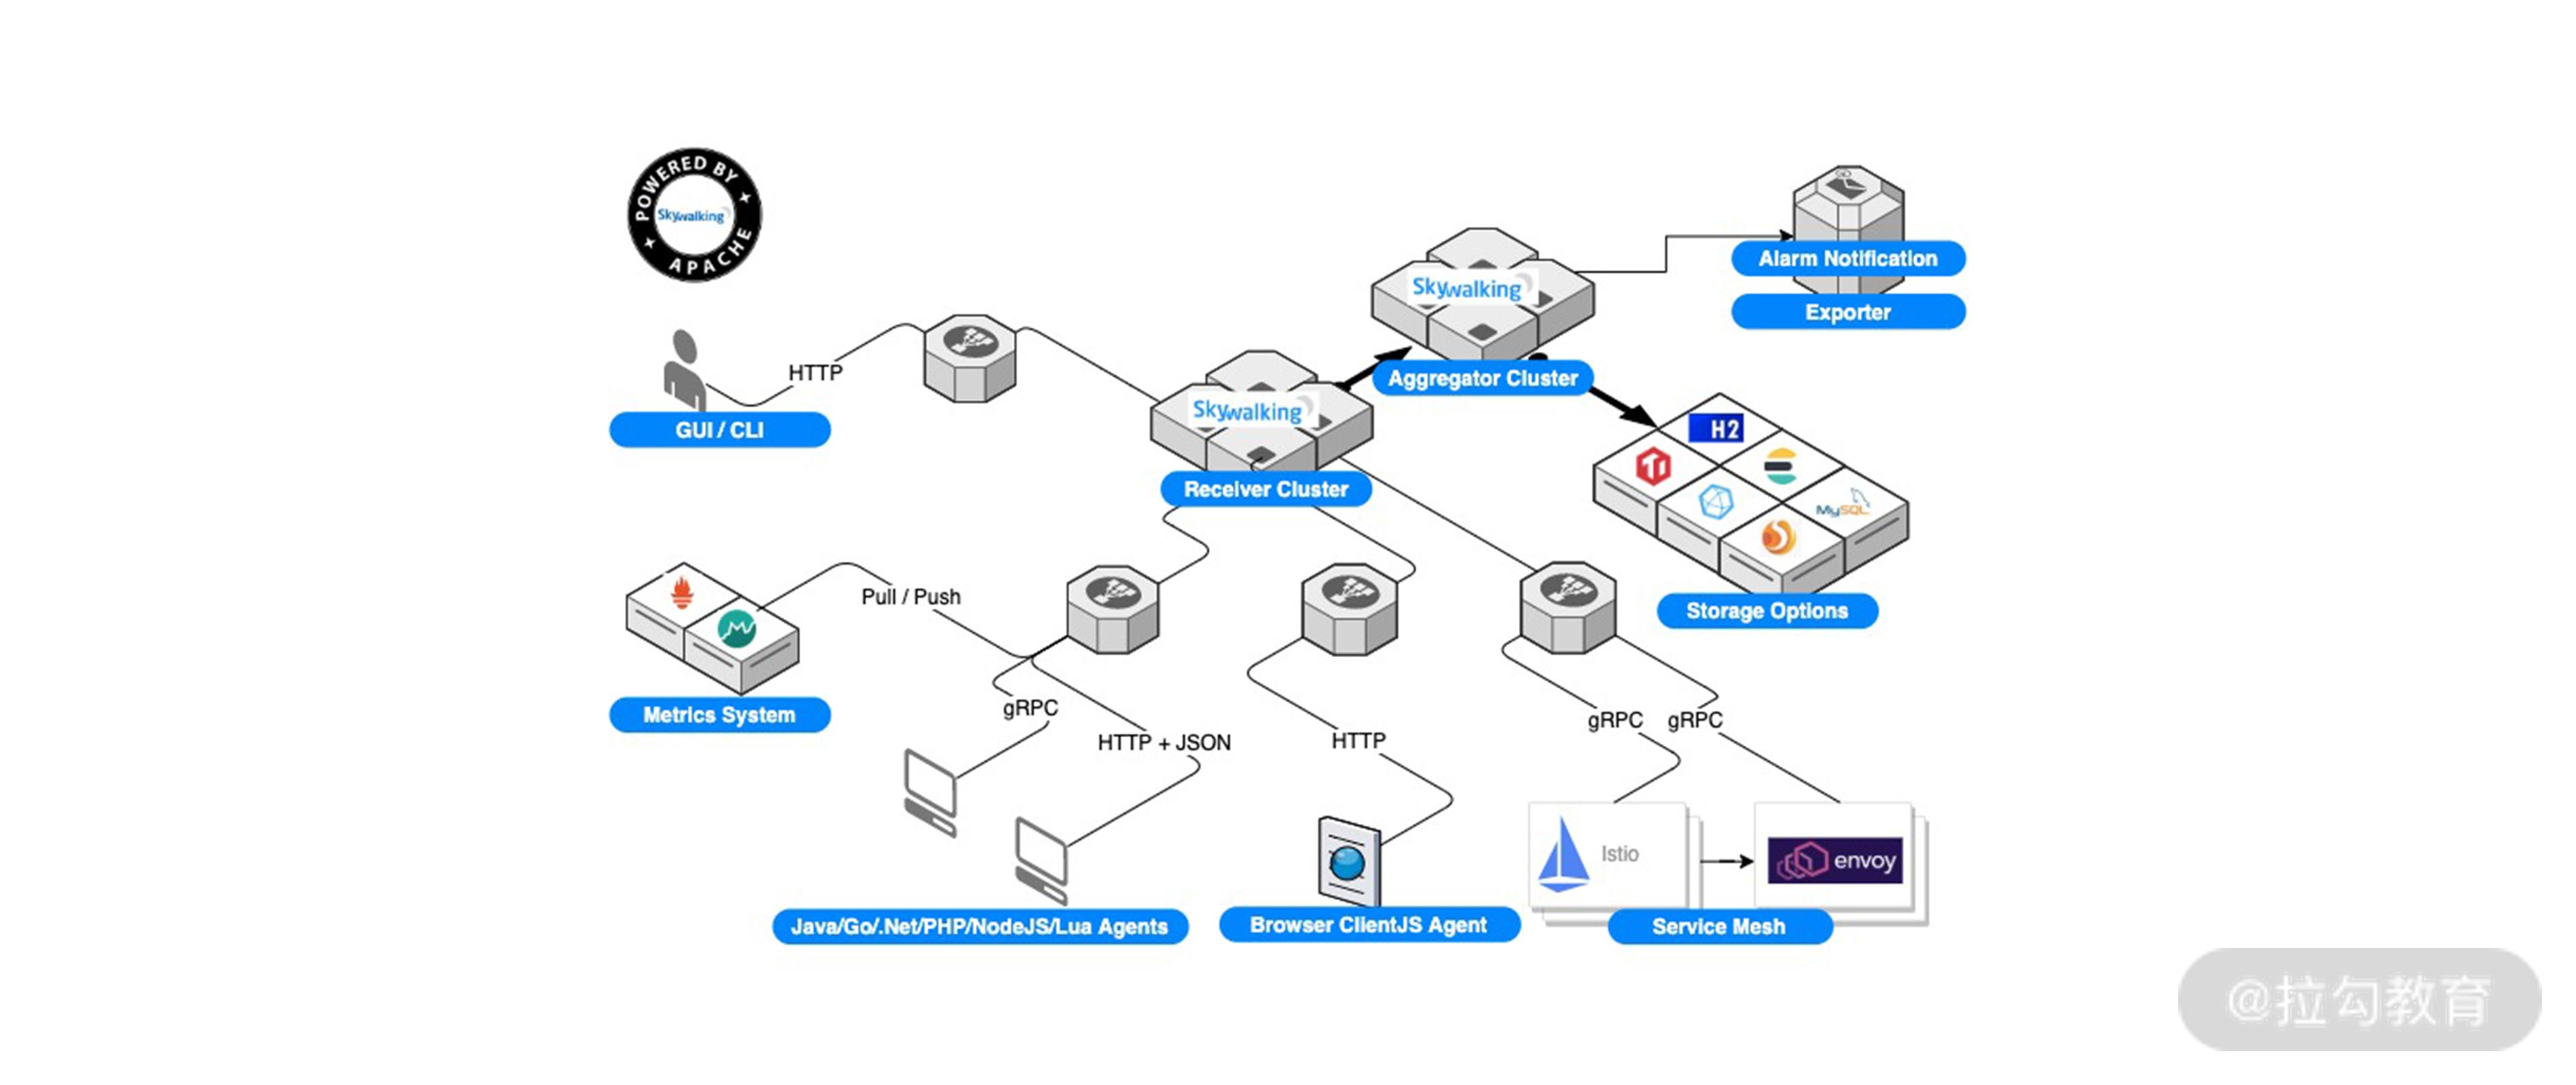 POWERED BY
Skywalking
APACHE
HTTP
GUI / CLI
Skywalking
Aggregator Cluster
Alarm Notification
Exporter
Skywalking
Receiver Cluster
H2
MySQL
Storage Options
Pull / Push
Metrics System
gRPC
HTTP + JSON
HTTP
gRPC
gRPC
Istio
envoy
Java/Go/.Net/PHP/NodeJS/Lua Agents
Browser ClientJS Agent
Service Mesh
@拉勾教育